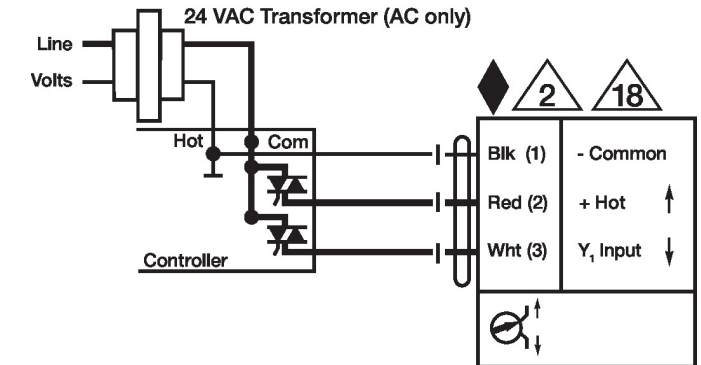 24 VAC Transformer (AC only)
Line
Volts
2
18
Hot
Com
Blk (1)
- Common
Red (2)
+ Hot
Wht (3)
Y1 Input
Controller